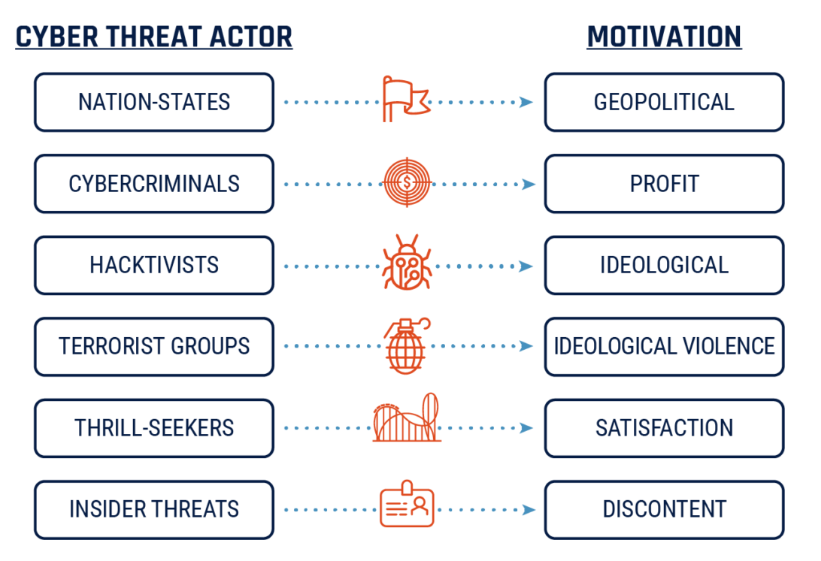 CYBER THREAT ACTOR
MOTIVATION
NATION-STATES
GEOPOLITICAL
CYBERCRIMINALS
$
PROFIT
HACKTIVISTS
IDEOLOGICAL
TERRORIST GROUPS
IDEOLOGICAL VIOLENCE
THRILL-SEEKERS
SATISFACTION
INSIDER THREATS
DISCONTENT